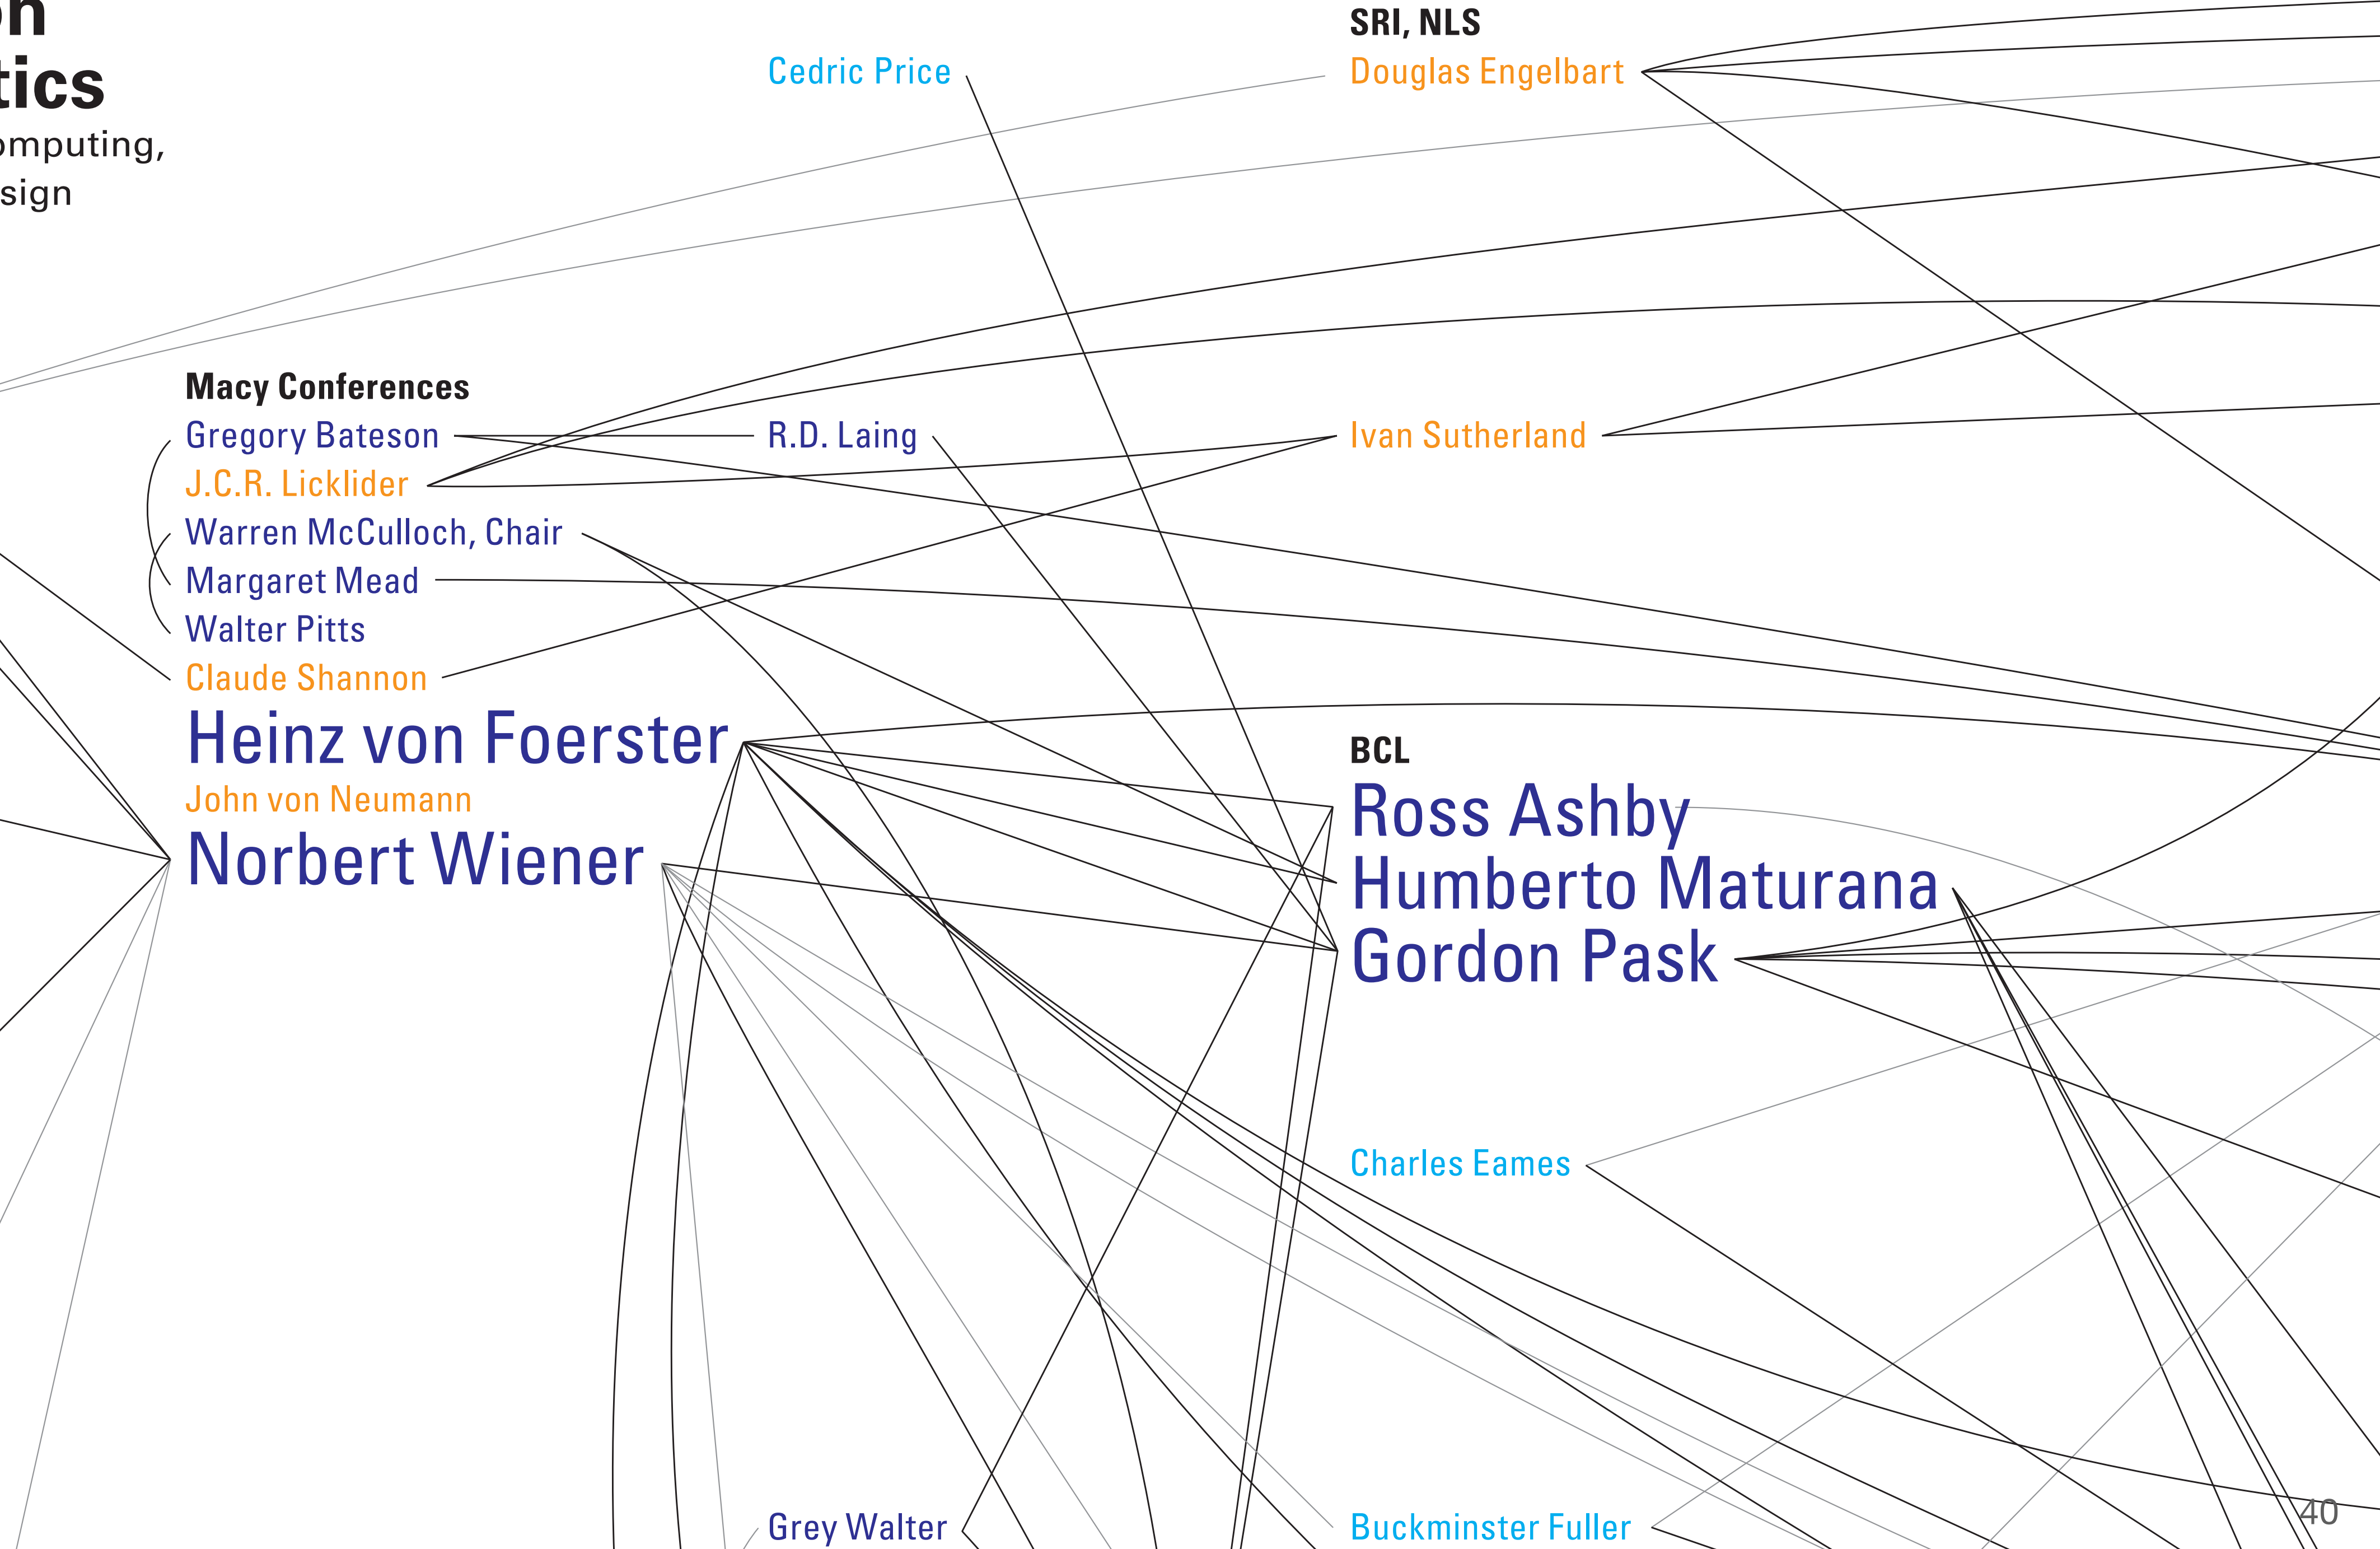 on
tics
omputing,
sign
Cedric Price
SRI, NLS
Douglas Engelbart
Macy Conferences
Gregory Bateson
J.C.R. Licklider
Warren McCulloch, Chair
Margaret Mead
Walter Pitts
Claude Shannon
Heinz von Foerster
John von Neumann
Norbert Wiener
R.D. Laing
Ivan Sutherland
BCL
Ross Ashby
Humberto Maturana
Gordon Pask
Charles Eames
Grey Walter
Buckminster Fuller
40